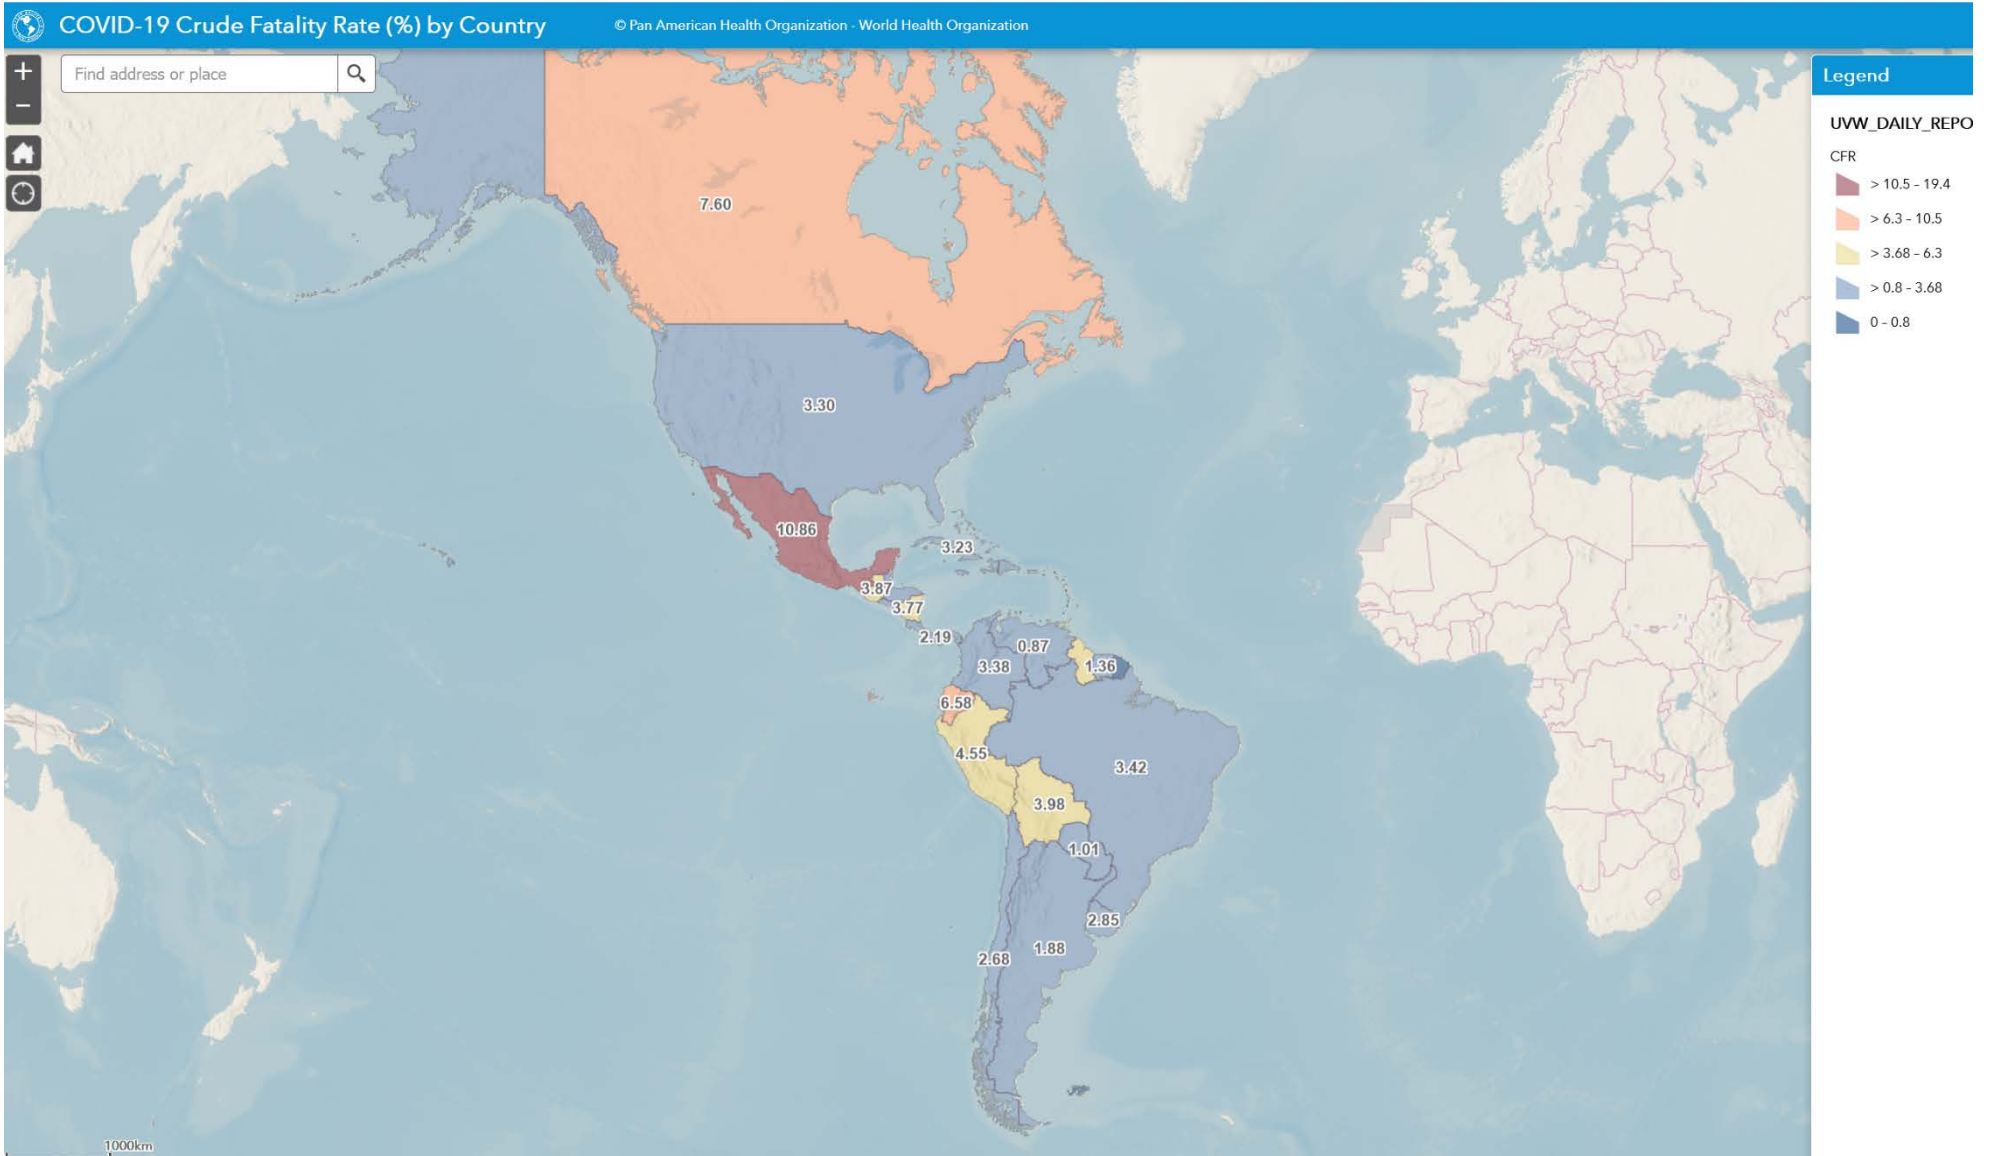 COVID-19 Crude Fatality Rate (%) by Country
© Pan American Health Organization - World Health Organization
+
Find address or place
−
Legend
UVW_DAILY_REPO
CFR
> 10.5 - 19.4
> 6.3 - 10.5
> 3.68 - 6.3
> 0.8 - 3.68
0 - 0.8
7.60
3.30
10.86
3.23
3.87
3.77
2.19
0.87
3.38
1.36
6.58
4.55
3.42
3.98
1.01
2.85
1.88
2.68
1000km